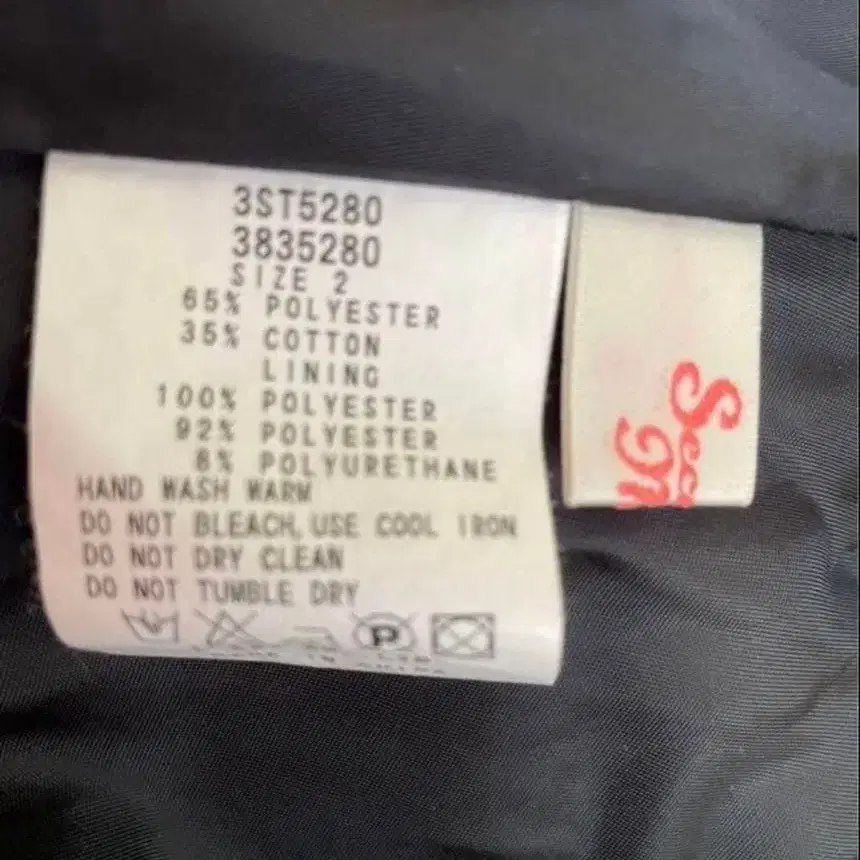 3ST5280
3835280
SIZE 2
65% POLYESTER
35% COTTON
LINING
100% POLYESTER
92% POLYESTER
8% POLYURETHANE
HAND WASH WARM
DO NOT BLEACH, USE COOL IRON
DO NOT DRY CLEAN
DO NOT TUMBLE DRY
P